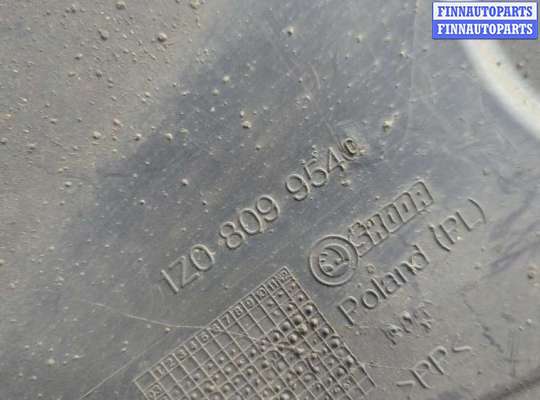 FINNAUTOPARTS
FINNAUTOPARTS
1Z0 809 954 C
SKODA
Poland (PL)
>PP<